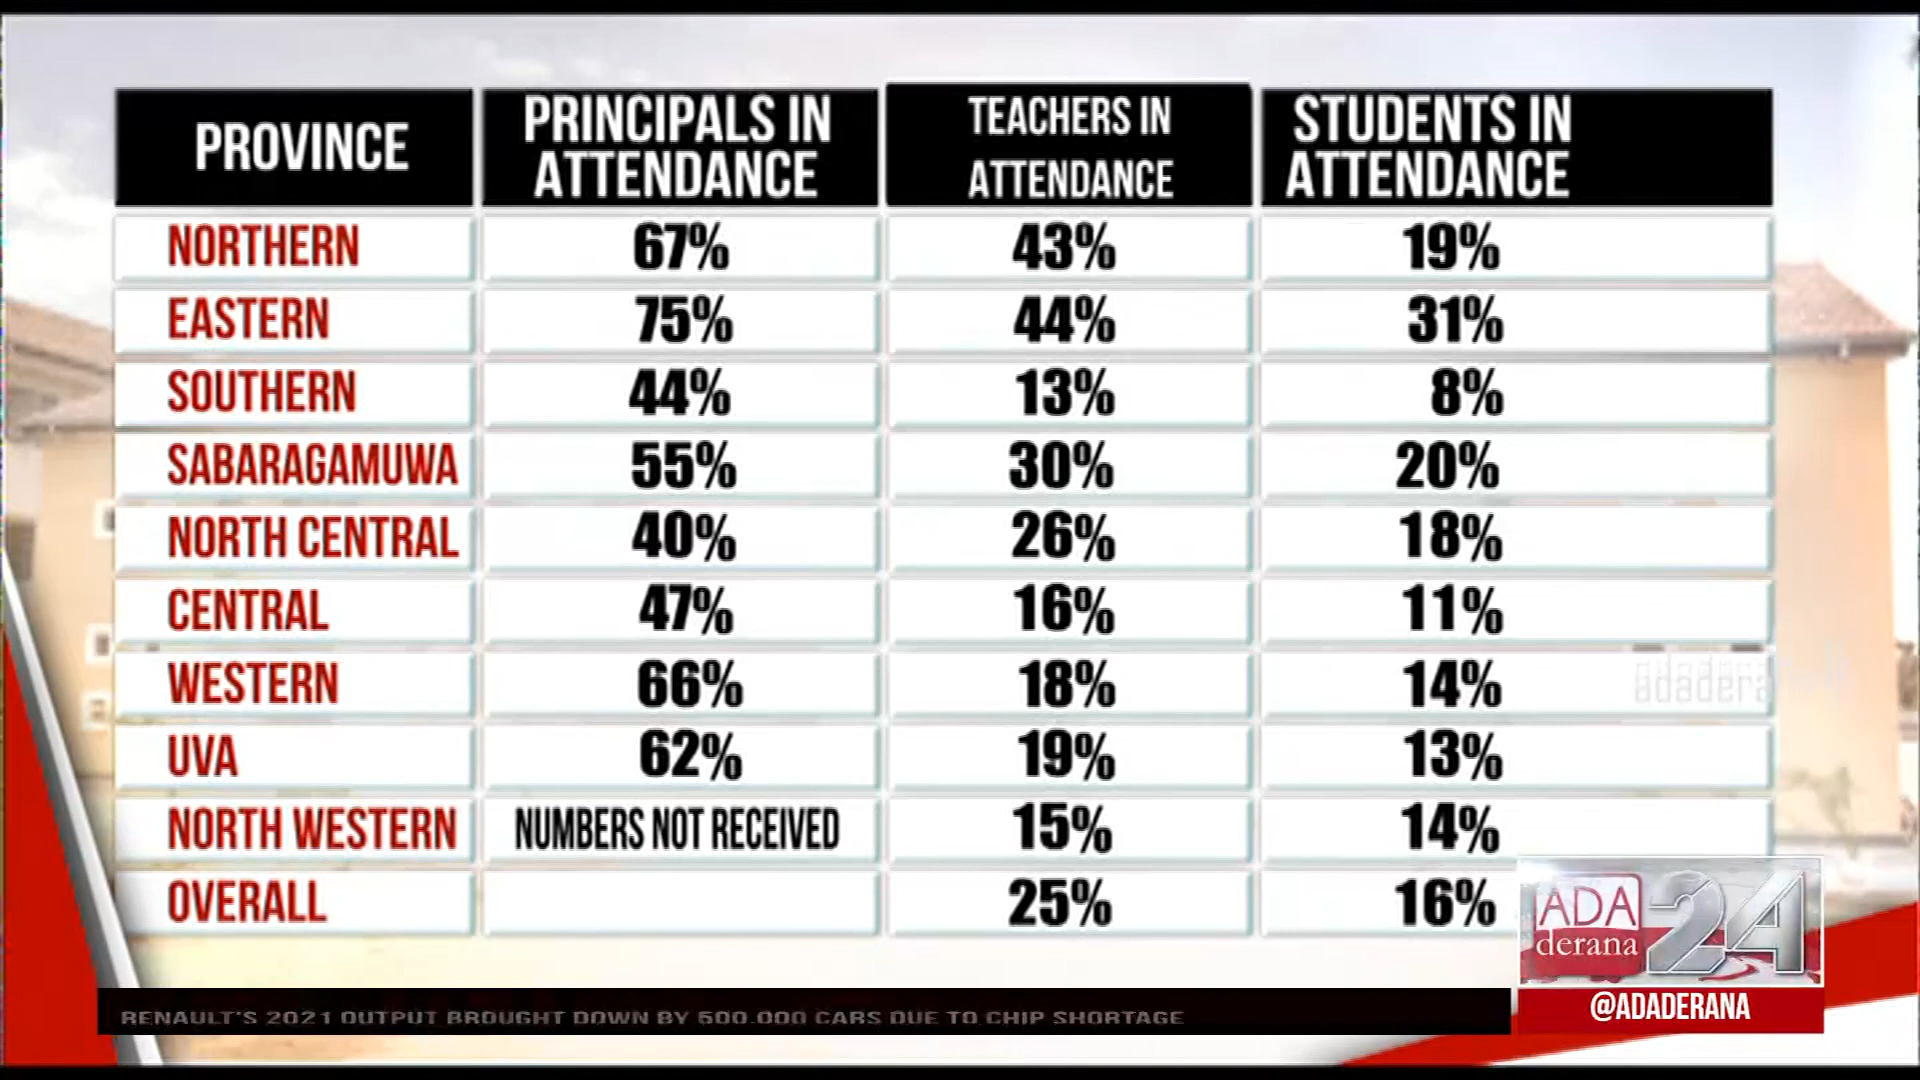 PROVINCE
PRINCIPALS IN
ATTENDANCE
TEACHERS IN
ATTENDANCE
STUDENTS IN
ATTENDANCE
NORTHERN 67% 43% 19%
EASTERN 75% 44% 31%
SOUTHERN 44% 13% 8%
SABARAGAMUWA 55% 30% 20%
NORTH CENTRAL 40% 26% 18%
CENTRAL 47% 16% 11%
WESTERN 66% 18% 14%
UVA 62% 19% 13%
NORTH WESTERN NUMBERS NOT RECEIVED 15% 14%
OVERALL 25% 16%
ADA
derana
24
@ADADERANA
RENAULT'S 2021 OUTPUT BROUGHT DOWN BY 500,000 CARS DUE TO CHIP SHORTAGE